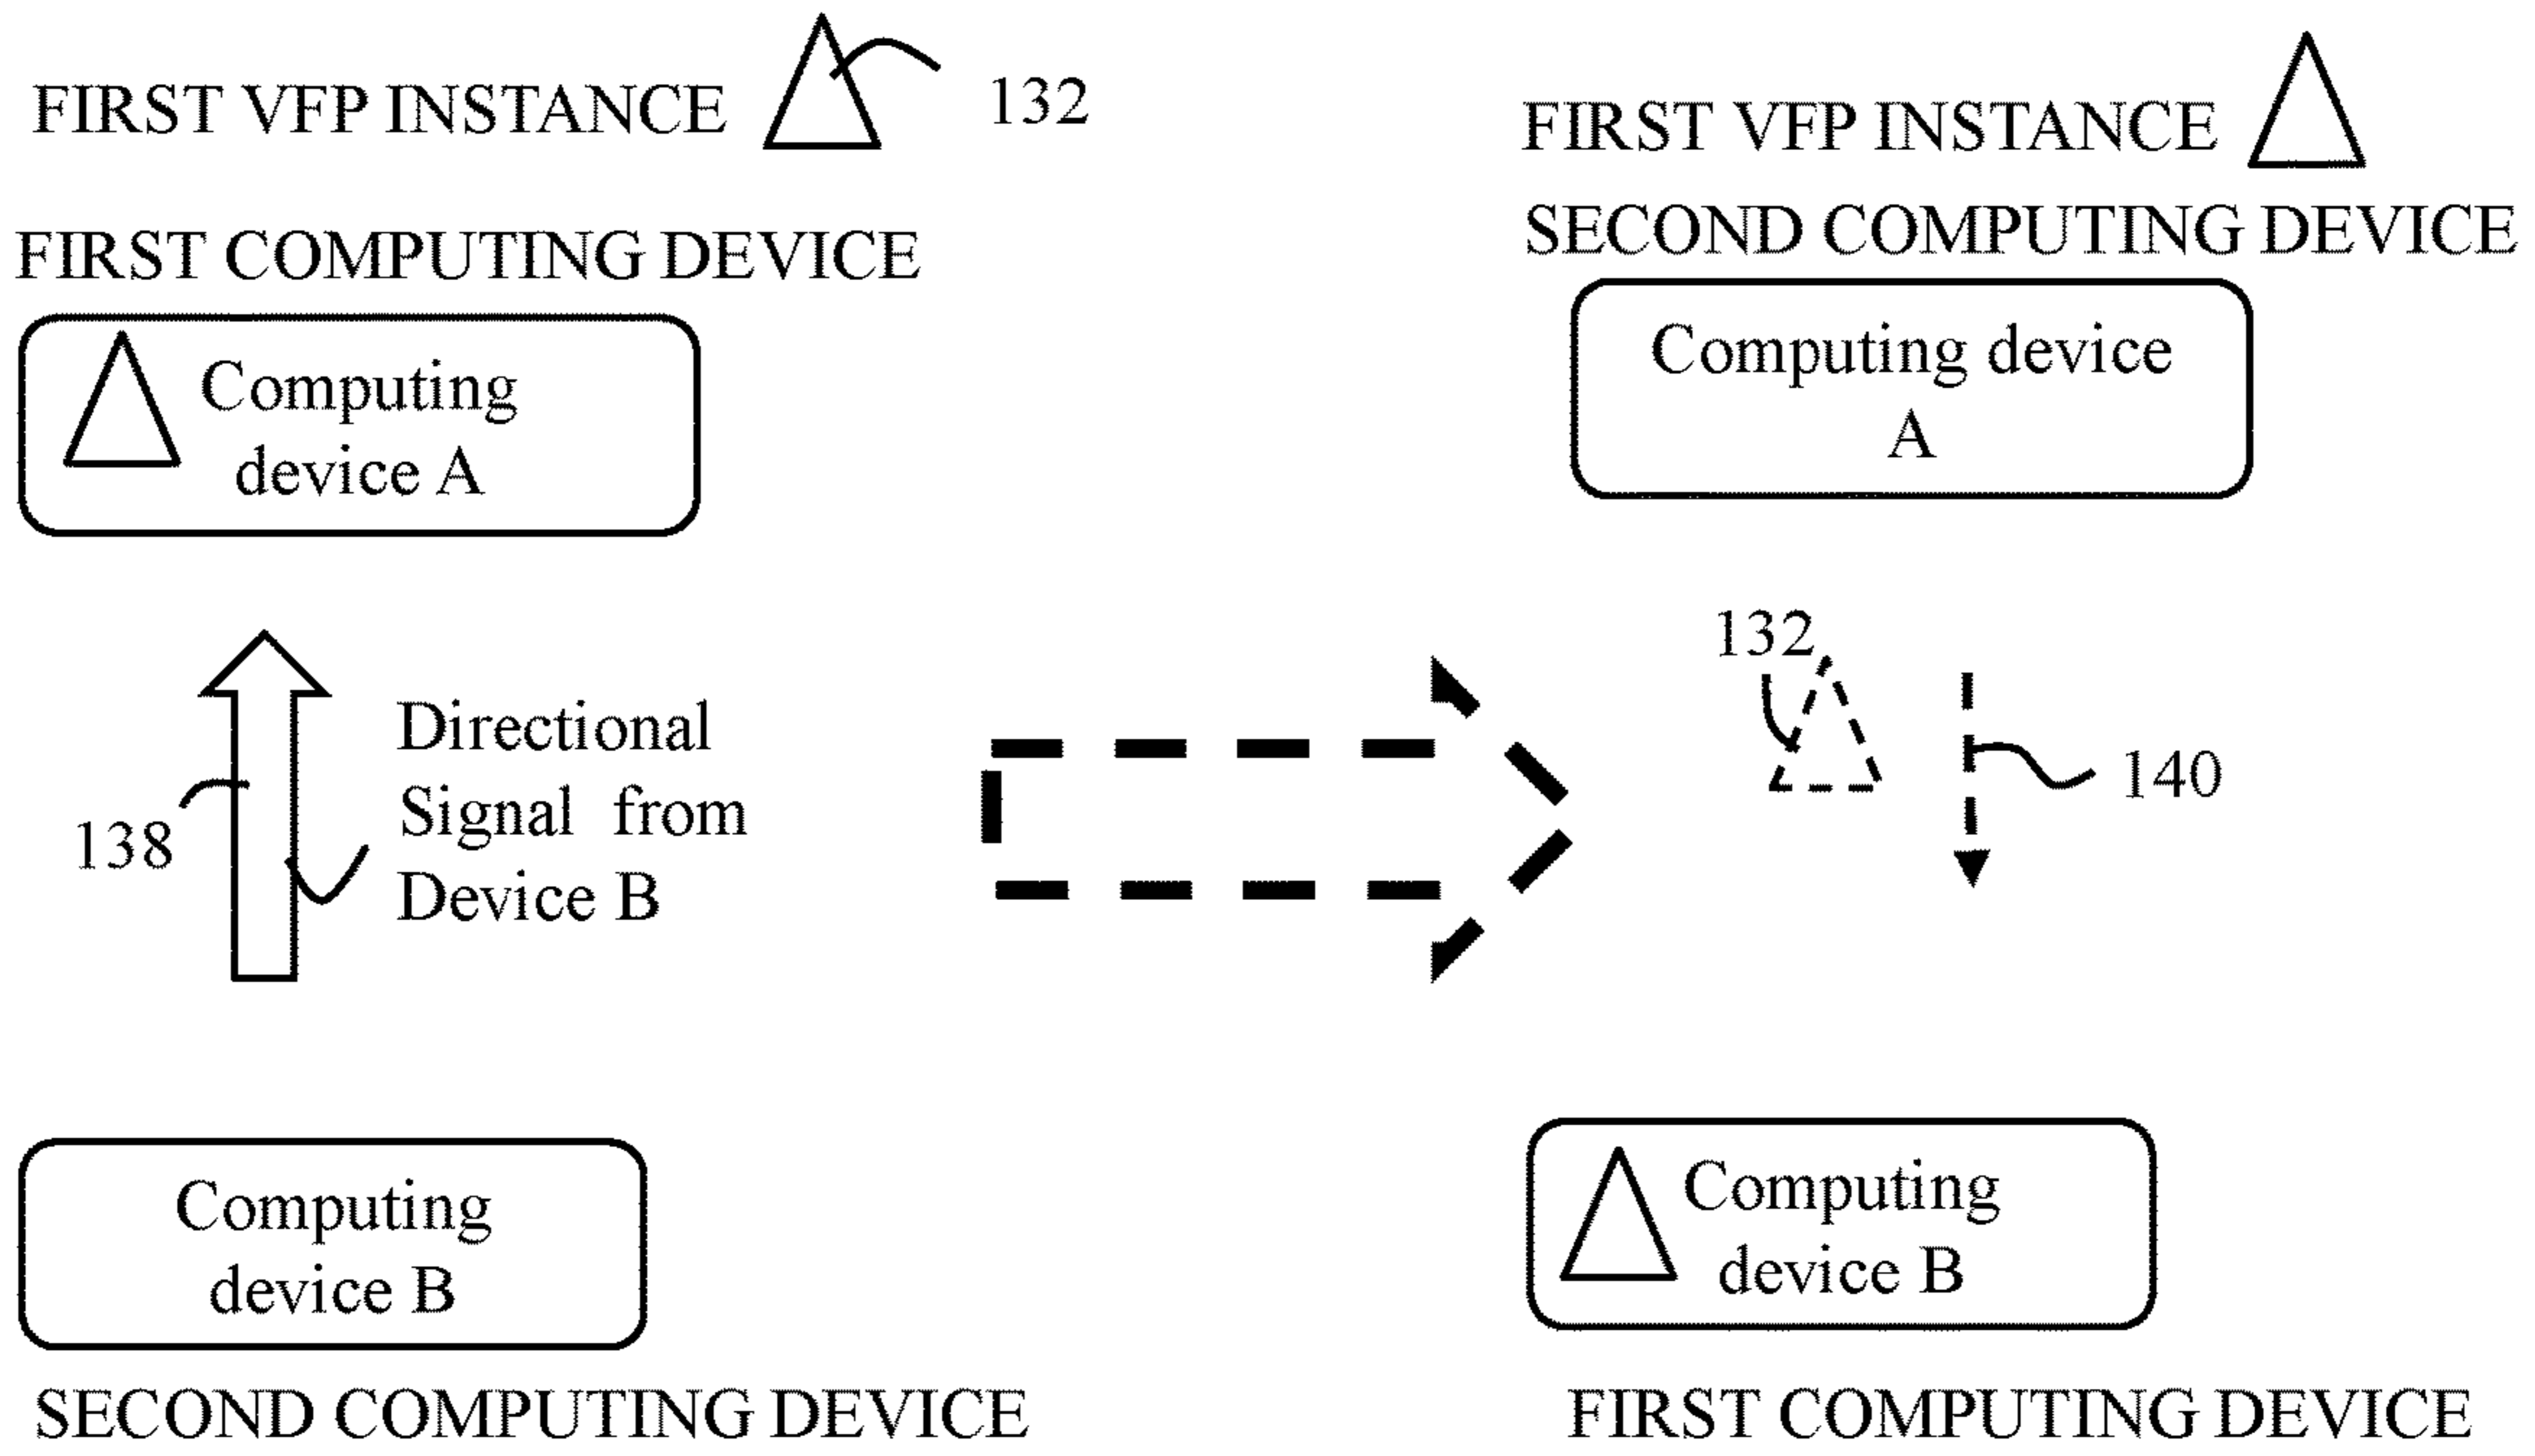 FIRST VFP INSTANCE
132
FIRST COMPUTING DEVICE
Computing
device A
138
Directional
Signal from
Device B
Computing
device B
SECOND COMPUTING DEVICE
FIRST VFP INSTANCE
SECOND COMPUTING DEVICE
Computing device
A
132
140
Computing
device B
FIRST COMPUTING DEVICE